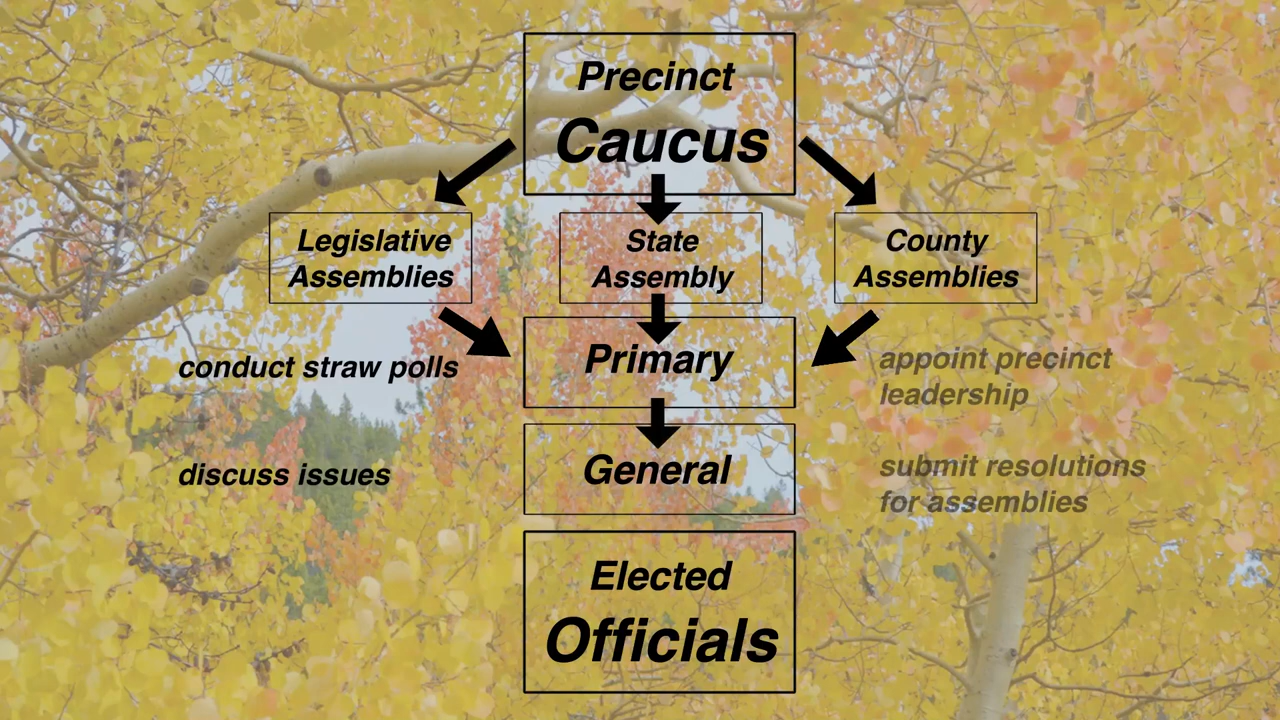 Precinct
Caucus
Legislative
Assemblies
State
Assembly
County
Assemblies
conduct straw polls
Primary
appoint precinct
leadership
discuss issues
General
submit resolutions
for assemblies
Elected
Officials